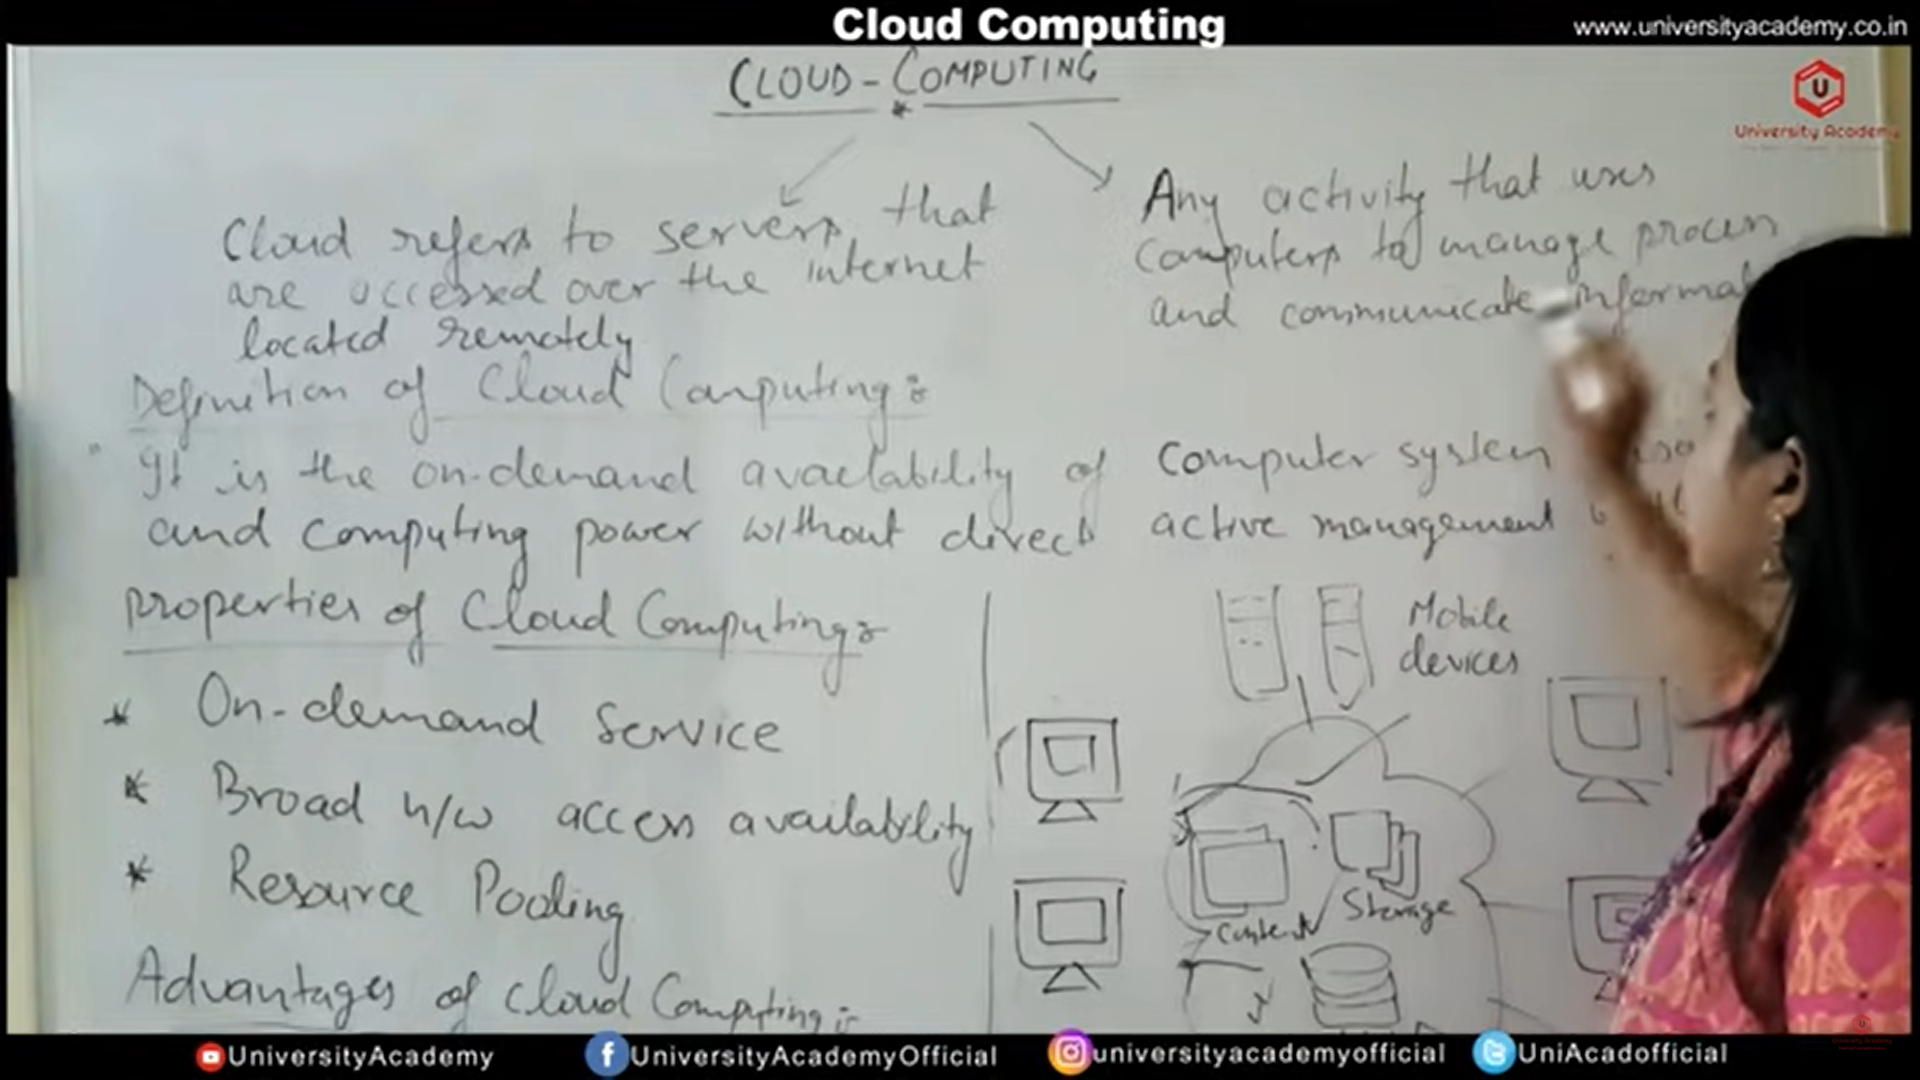 Cloud Computing
www.universityacademy.co.in
CLOUD-COMPUTING
*
U
University Academy
Cloud refers to servers that
are accessed over the internet
located remotely
Any activity that uses
computers to manage process
and communicate
Definition of Cloud Computing:-
It is the on-demand availability of computer system
and computing power without direct active management
Properties of Cloud Computing:-
* On-demand Service
* Broad n/w access availability
* Resource Pooling
Advantages of Cloud Computing:-
Mobile
devices
Content
Storage
UniversityAcademy
UniversityAcademyOfficial
universityacademyofficial
UniAcadofficial